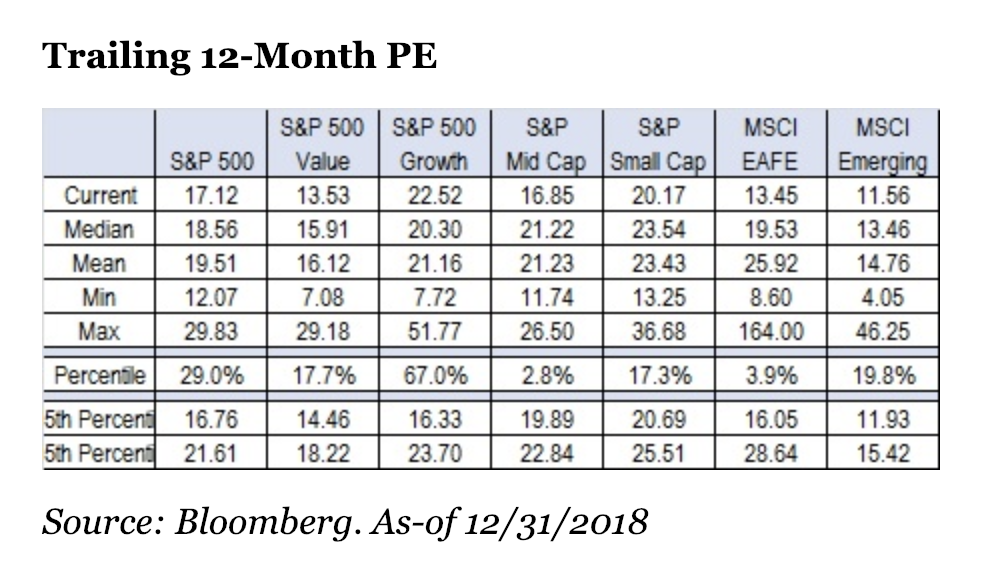 Trailing 12-Month PE
S&P 500 S&P 500 S&P S&P MSCI MSCI
S&P 500 Value Growth Mid Cap Small Cap EAFE Emerging
Current 17.12 13.53 22.52 16.85 20.17 13.45 11.56
Median 18.56 15.91 20.30 21.22 23.54 19.53 13.46
Mean 19.51 16.12 21.16 21.23 23.43 25.92 14.76
Min 12.07 7.08 7.72 11.74 13.25 8.60 4.05
Max 29.83 29.18 51.77 26.50 36.68 164.00 46.25
Percentile 29.0% 17.7% 67.0% 2.8% 17.3% 3.9% 19.8%
5th Percenti 16.76 14.46 16.33 19.89 20.69 16.05 11.93
5th Percenti 21.61 18.22 23.70 22.84 25.51 28.64 15.42
Source: Bloomberg. As-of 12/31/2018